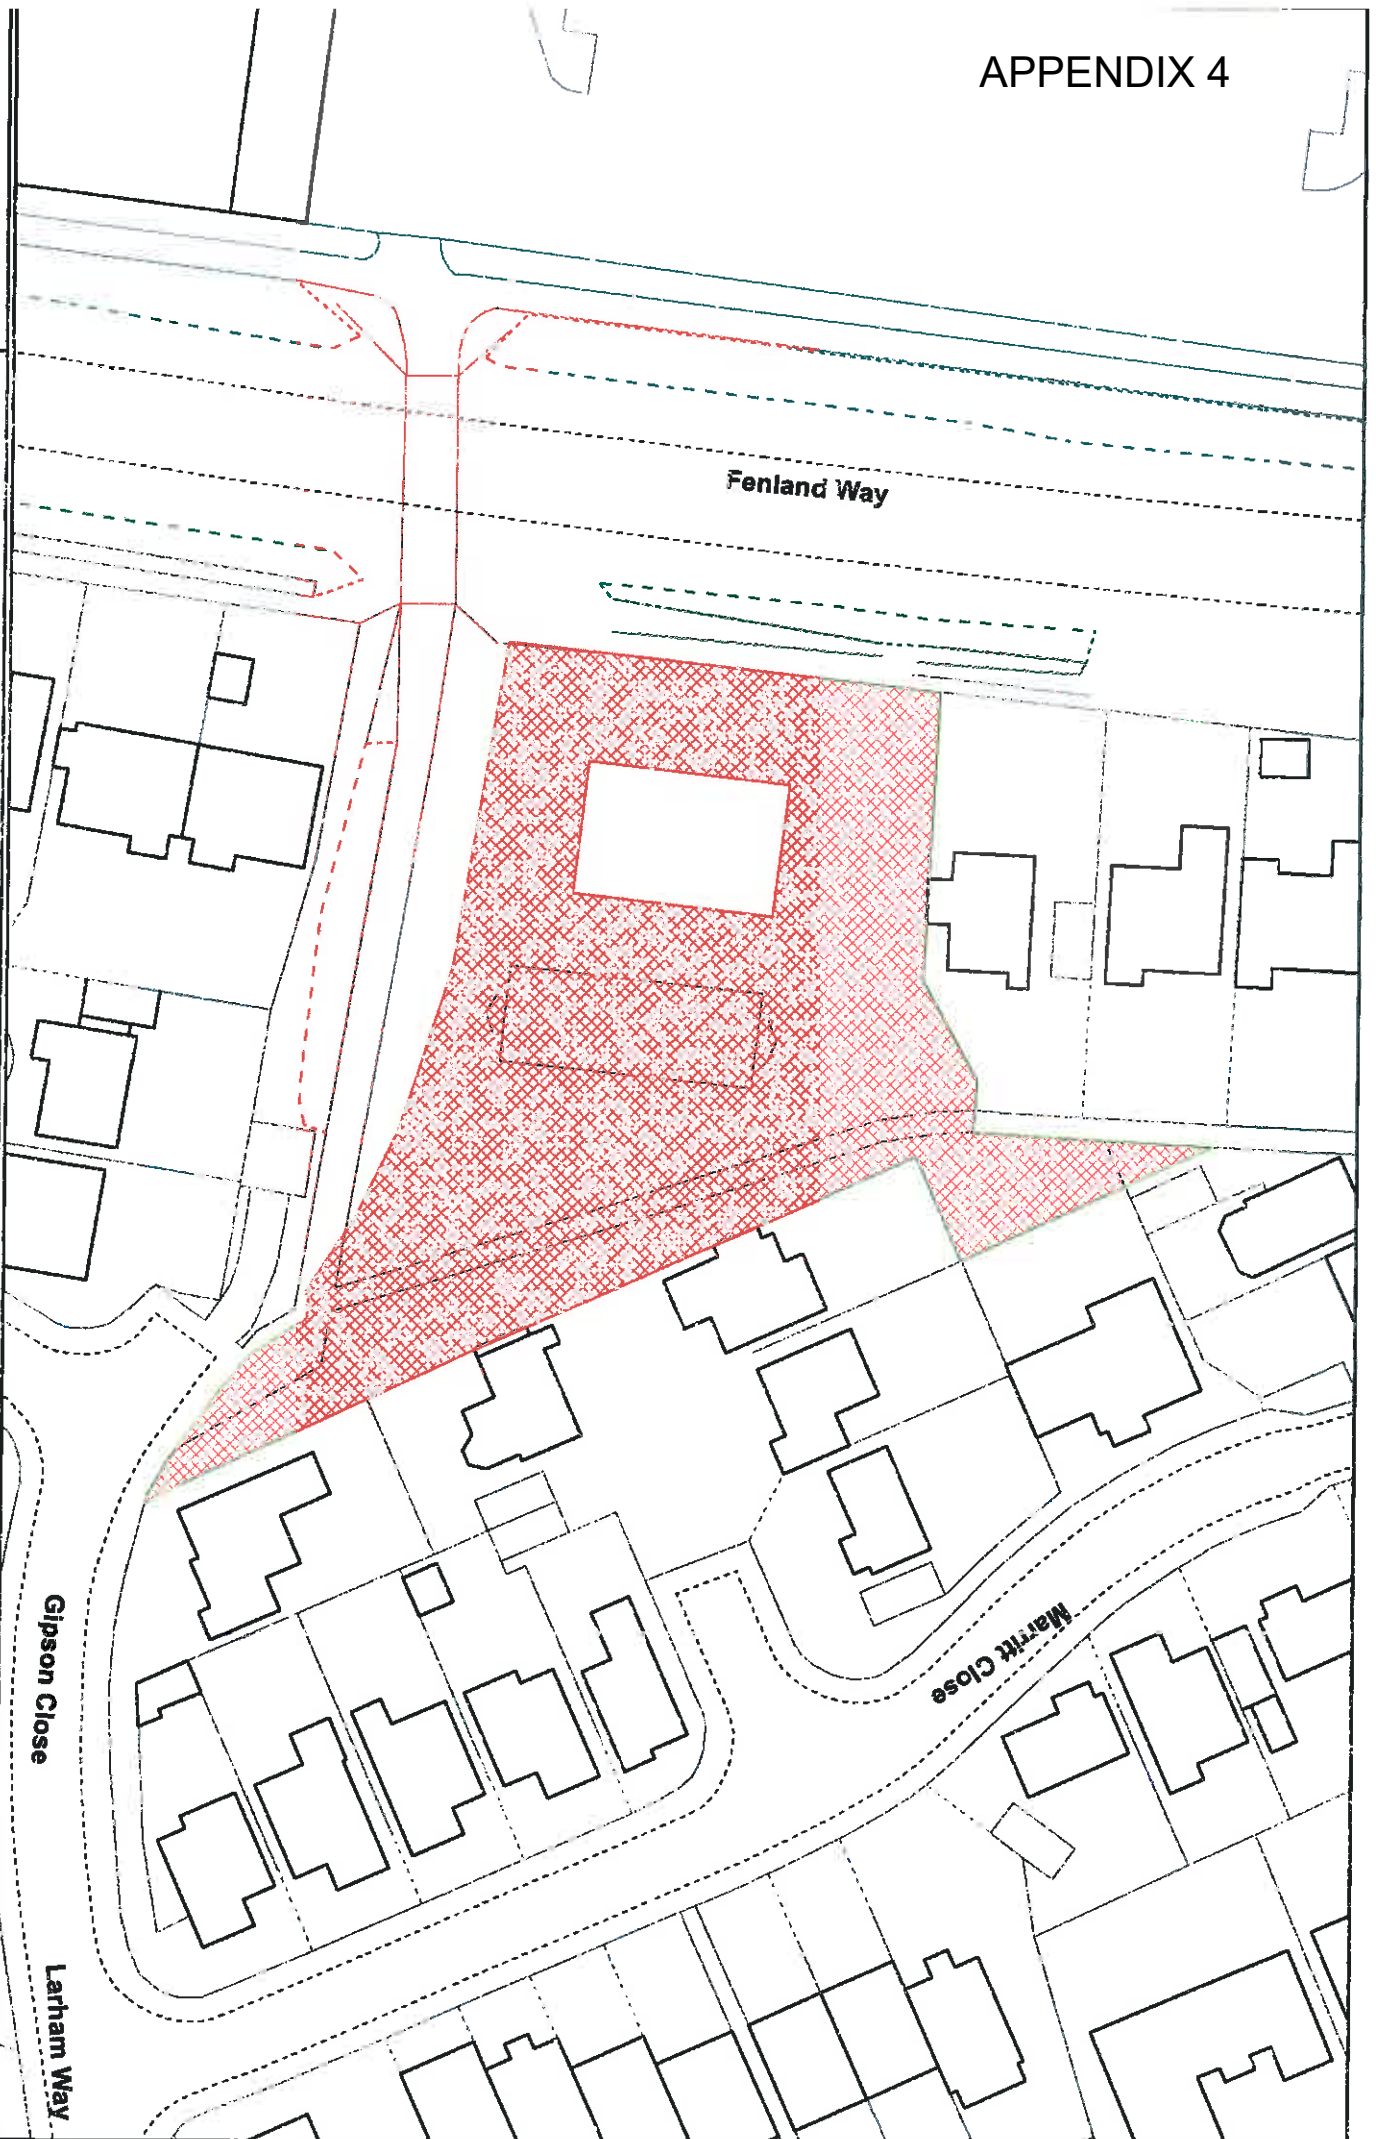 APPENDIX 4
Fenland Way
Marritt Close
Gipson Close
Larham Way